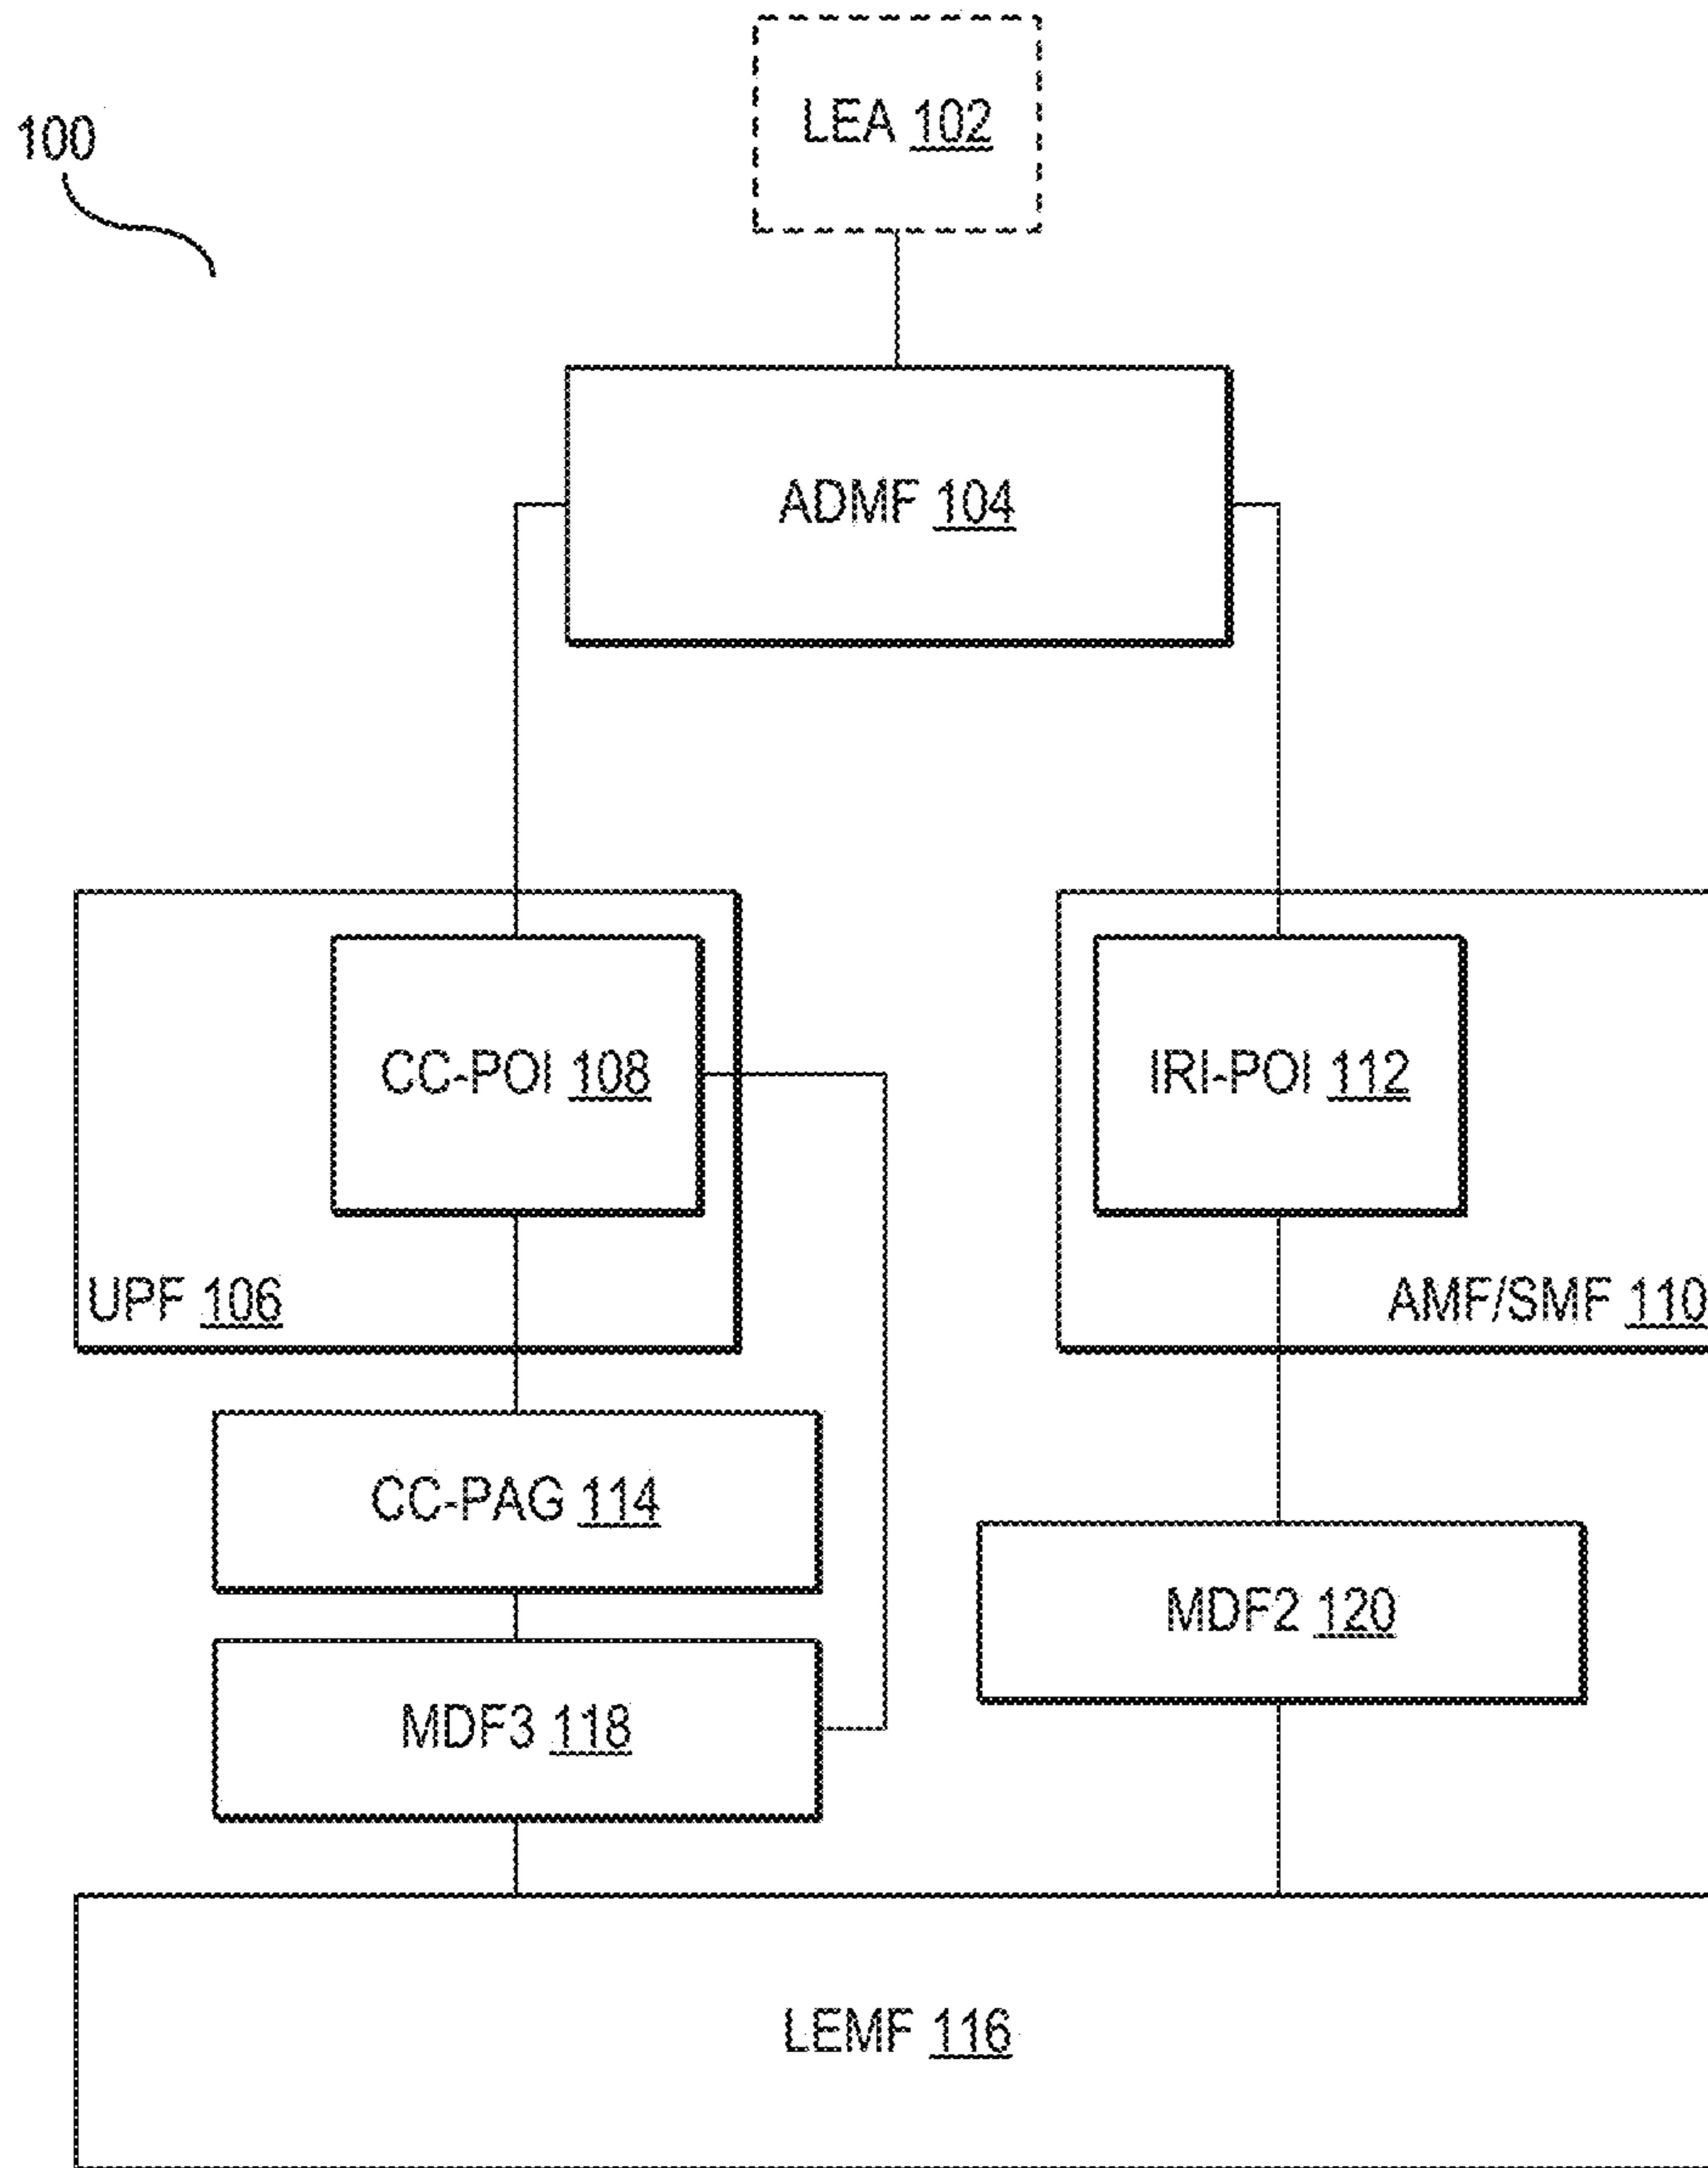 LEA 102
100
ADMF 104
CC-POI 108
IRI-POI 112
UPF 106
AMF/SMF 110
CC-PAG 114
MDF2 120
MDF3 118
LEMF 116